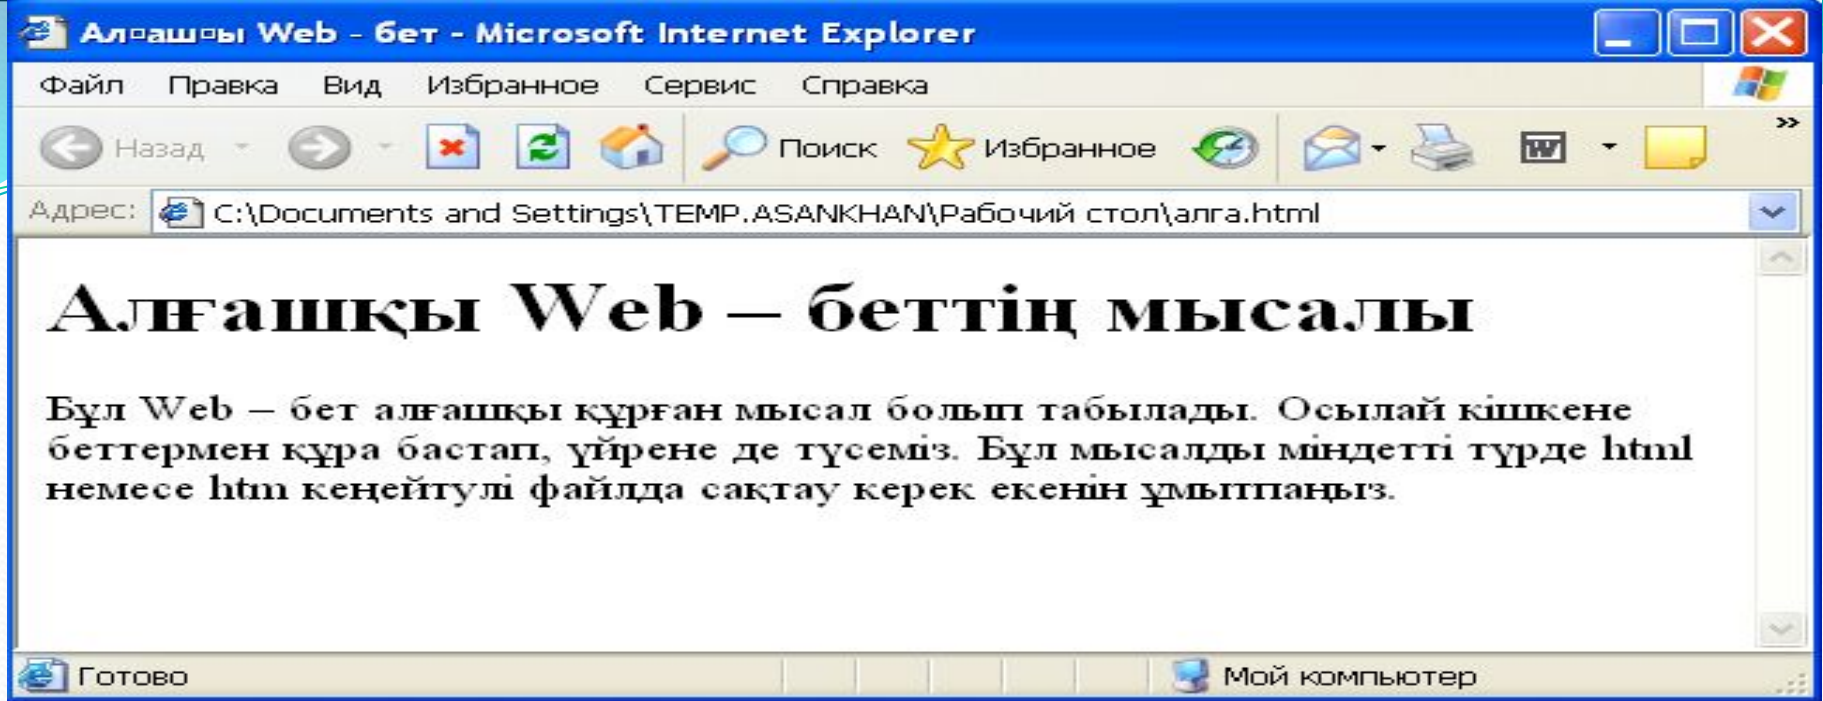 Ал▫аш▫ы Web - бет - Microsoft Internet Explorer
Файл Правка Вид Избранное Сервис Справка
Назад Поиск Избранное
Адрес: C:\Documents and Settings\TEMP.ASANKHAN\Рабочий стол\алга.html
Алғашқы Web – беттің мысалы
Бұл Web – бет алғашқы құрған мысал болып табылады. Осылай кішкене
беттермен құра бастап, үйрене де түсеміз. Бұл мысалды міндетті түрде html
немесе htm кеңейтулі файлда сақтау керек екенін ұмытпаңыз.
Готово Мой компьютер